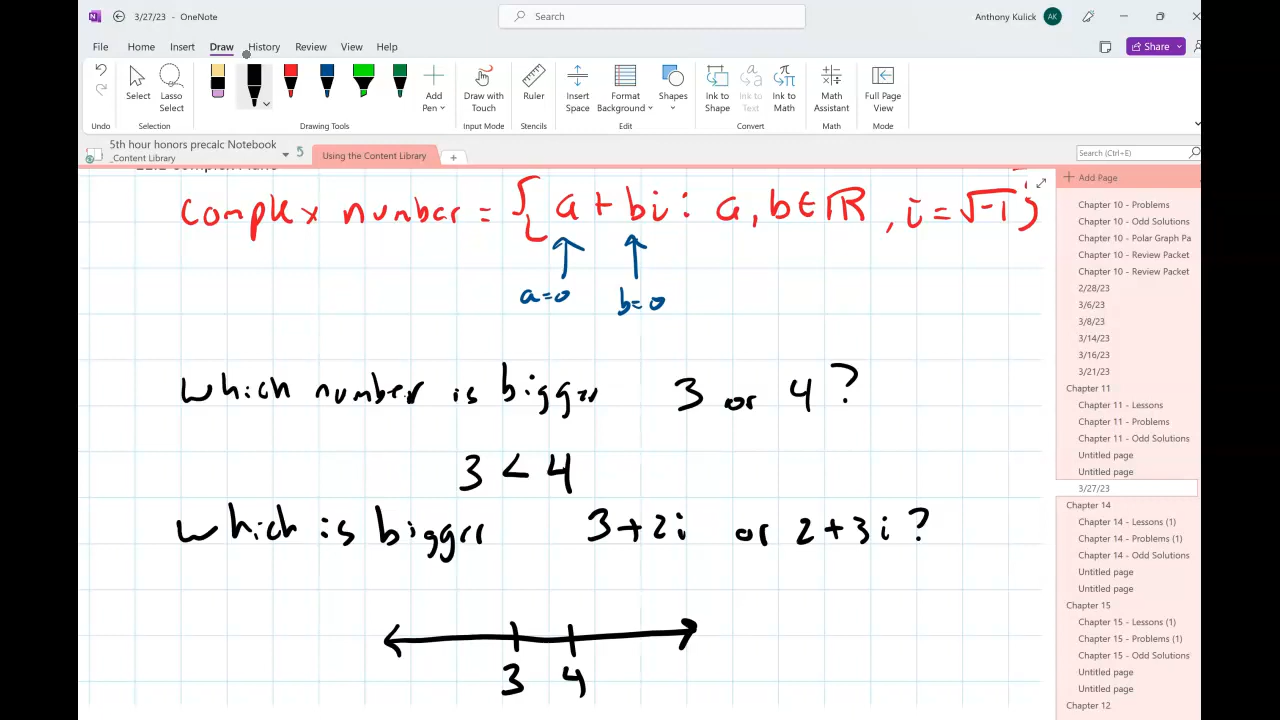 3/27/23 - OneNote
Search
Anthony Kulick
AK
File Home Insert Draw History Review View Help
Share
Select
Lasso Select
Add Pen
Draw with Touch
Ruler
Insert Space
Format Background
Shapes
Ink to Shape
Ink to Text
Ink to Math
Math Assistant
Full Page View
Undo Selection Drawing Tools Input Mode Stencils Edit Convert Math Mode
5th hour honors precalc Notebook
_Content Library
Using the Content Library
+
Search (Ctrl+E)
complex number = { a + bi : a, b ∈ ℝ , i = √-1 }
a=0 b=0
Which number is bigger 3 or 4 ?
3 < 4
Which is bigger 3+2i or 2+3i ?
3 4
Add Page
Chapter 10 - Problems
Chapter 10 - Odd Solutions
Chapter 10 - Polar Graph Pa
Chapter 10 - Review Packet
Chapter 10 - Review Packet
2/28/23
3/6/23
3/8/23
3/14/23
3/16/23
3/21/23
Chapter 11
Chapter 11 - Lessons
Chapter 11 - Problems
Chapter 11 - Odd Solutions
Untitled page
Untitled page
3/27/23
Chapter 14
Chapter 14 - Lessons (1)
Chapter 14 - Problems (1)
Chapter 14 - Odd Solutions
Untitled page
Untitled page
Chapter 15
Chapter 15 - Lessons (1)
Chapter 15 - Problems (1)
Chapter 15 - Odd Solutions
Untitled page
Untitled page
Chapter 12